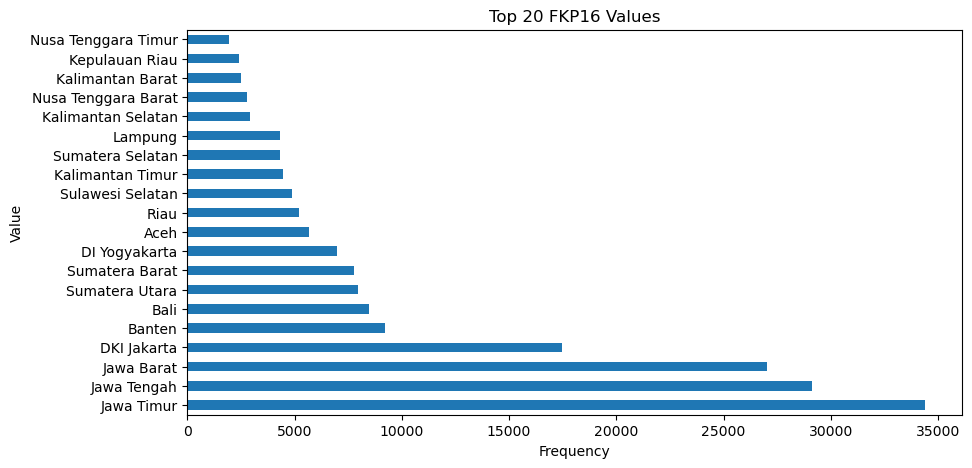 Top 20 FKP16 Values
Nusa Tenggara Timur
Kepulauan Riau
Kalimantan Barat
Nusa Tenggara Barat
Kalimantan Selatan
Lampung
Sumatera Selatan
Kalimantan Timur
Sulawesi Selatan
Riau
Aceh
DI Yogyakarta
Sumatera Barat
Sumatera Utara
Bali
Banten
DKI Jakarta
Jawa Barat
Jawa Tengah
Jawa Timur
Value
0 5000 10000 15000 20000 25000 30000 35000
Frequency